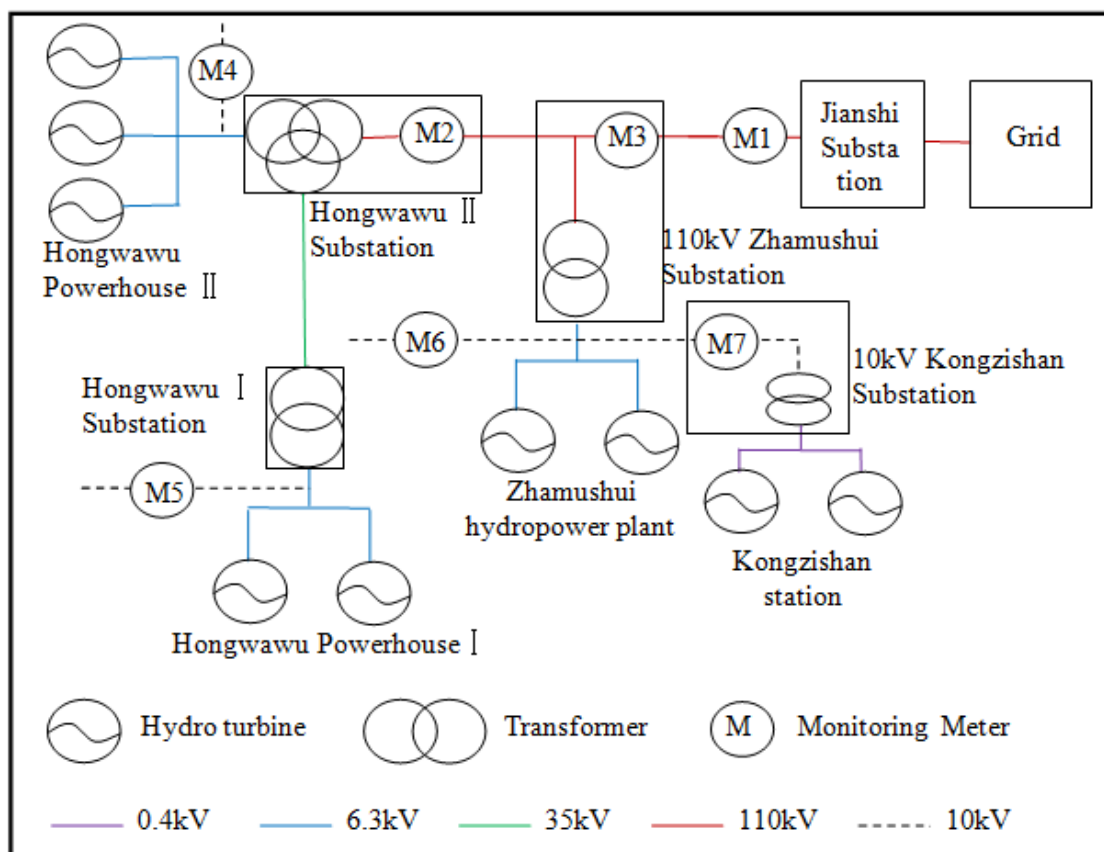 M4
M2
M3
M1
Jianshi
Substa
tion
Grid
Hongwawu Ⅱ
Substation
Hongwawu
Powerhouse Ⅱ
110kV Zhamushui
Substation
M6
M7
10kV Kongzishan
Substation
Hongwawu Ⅰ
Substation
M5
Zhamushui
hydropower plant
Kongzishan
station
Hongwawu Powerhouse Ⅰ
Hydro turbine
Transformer
M
Monitoring Meter
0.4kV
6.3kV
35kV
110kV
10kV